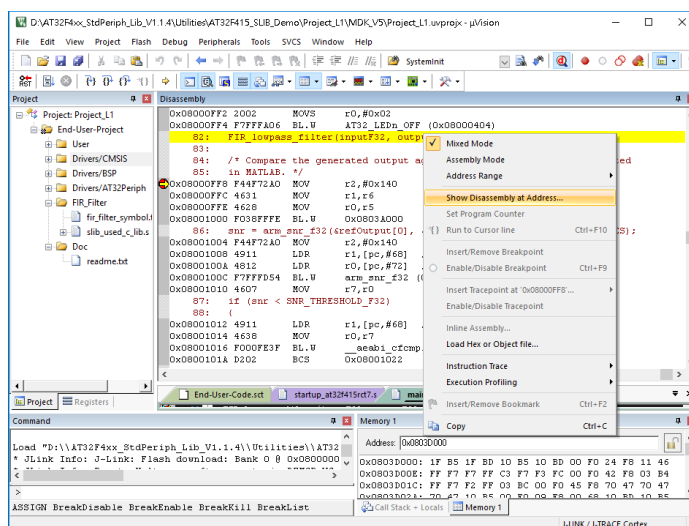 D:\AT32F4xx_StdPeriph_Lib_V1.1.4\Utilities\AT32F415_SLIB_Demo\Project_L1\MDK_V5\Project_L1.uvprojx - µVision
File Edit View Project Flash Debug Peripherals Tools SVCS Window Help
SystemInit
RST
Project
Project: Project_L1
End-User-Project
User
Drivers/CMSIS
Drivers/BSP
Drivers/AT32Periph
FIR_Filter
fir_filter_symbol.t
slib_used_c_lib.s
Doc
readme.txt
Project Registers
Disassembly
0x08000FF2 2002 MOVS r0,#0x02
0x08000FF4 F7FFFA06 BL.W AT32_LEDn_OFF (0x08000404)
82: FIR_lowpass_filter(inputF32, outp
83:
84: /* Compare the generated output ag ted
85: in MATLAB. */
0x08000FF8 F44F72A0 MOV r2,#0x140
0x08000FFC 4631 MOV r1,r6
0x08000FFE 4628 MOV r0,r5
0x08001000 F038FFFE BL.W 0x0803A000
86: snr = arm_snr_f32(&refOutput[0], CS);
0x08001004 F44F72A0 MOV r2,#0x140
0x08001008 4911 LDR r1,[pc,#68]
0x0800100A 4812 LDR r0,[pc,#72]
0x0800100C F7FFFD54 BL.W arm_snr_f32 (
0x08001010 4607 MOV r7,r0
87: if (snr < SNR_THRESHOLD_F32)
88: {
0x08001012 4911 LDR r1,[pc,#68]
0x08001014 4638 MOV r0,r7
0x08001016 F000FE3F BL.W __aeabi_cfcmp
0x0800101A D202 BCS 0x08001022
Mixed Mode
Assembly Mode
Address Range
Show Disassembly at Address...
Set Program Counter
Run to Cursor line Ctrl+F10
Insert/Remove Breakpoint
Enable/Disable Breakpoint Ctrl+F9
Insert Tracepoint at '0x08000FF8'...
Enable/Disable Tracepoint
Inline Assembly...
Load Hex or Object file...
Instruction Trace
Execution Profiling
Insert/Remove Bookmark Ctrl+F2
Copy Ctrl+C
End-User-Code.sct startup_at32f415rct7.s mai
Command
Load "D:\\AT32F4xx_StdPeriph_Lib_V1.1.4\\Utilities\\AT32
* JLink Info: J-Link: Flash download: Bank 0 @ 0x0800000
>
ASSIGN BreakDisable BreakEnable BreakKill BreakList
Memory 1
Address: 0x0803D000
0x0803D000: 1F B5 1F BD 10 B5 10 BD 00 F0 24 F8 11 46
0x0803D00E: FF F7 F7 FF C3 F7 F3 FC 00 F0 42 F8 03 B4
0x0803D01C: FF F7 F2 FF 03 BC 00 F0 45 F8 70 47 70 47
Call Stack + Locals Memory 1
J-LINK / J-TRACE Cortex